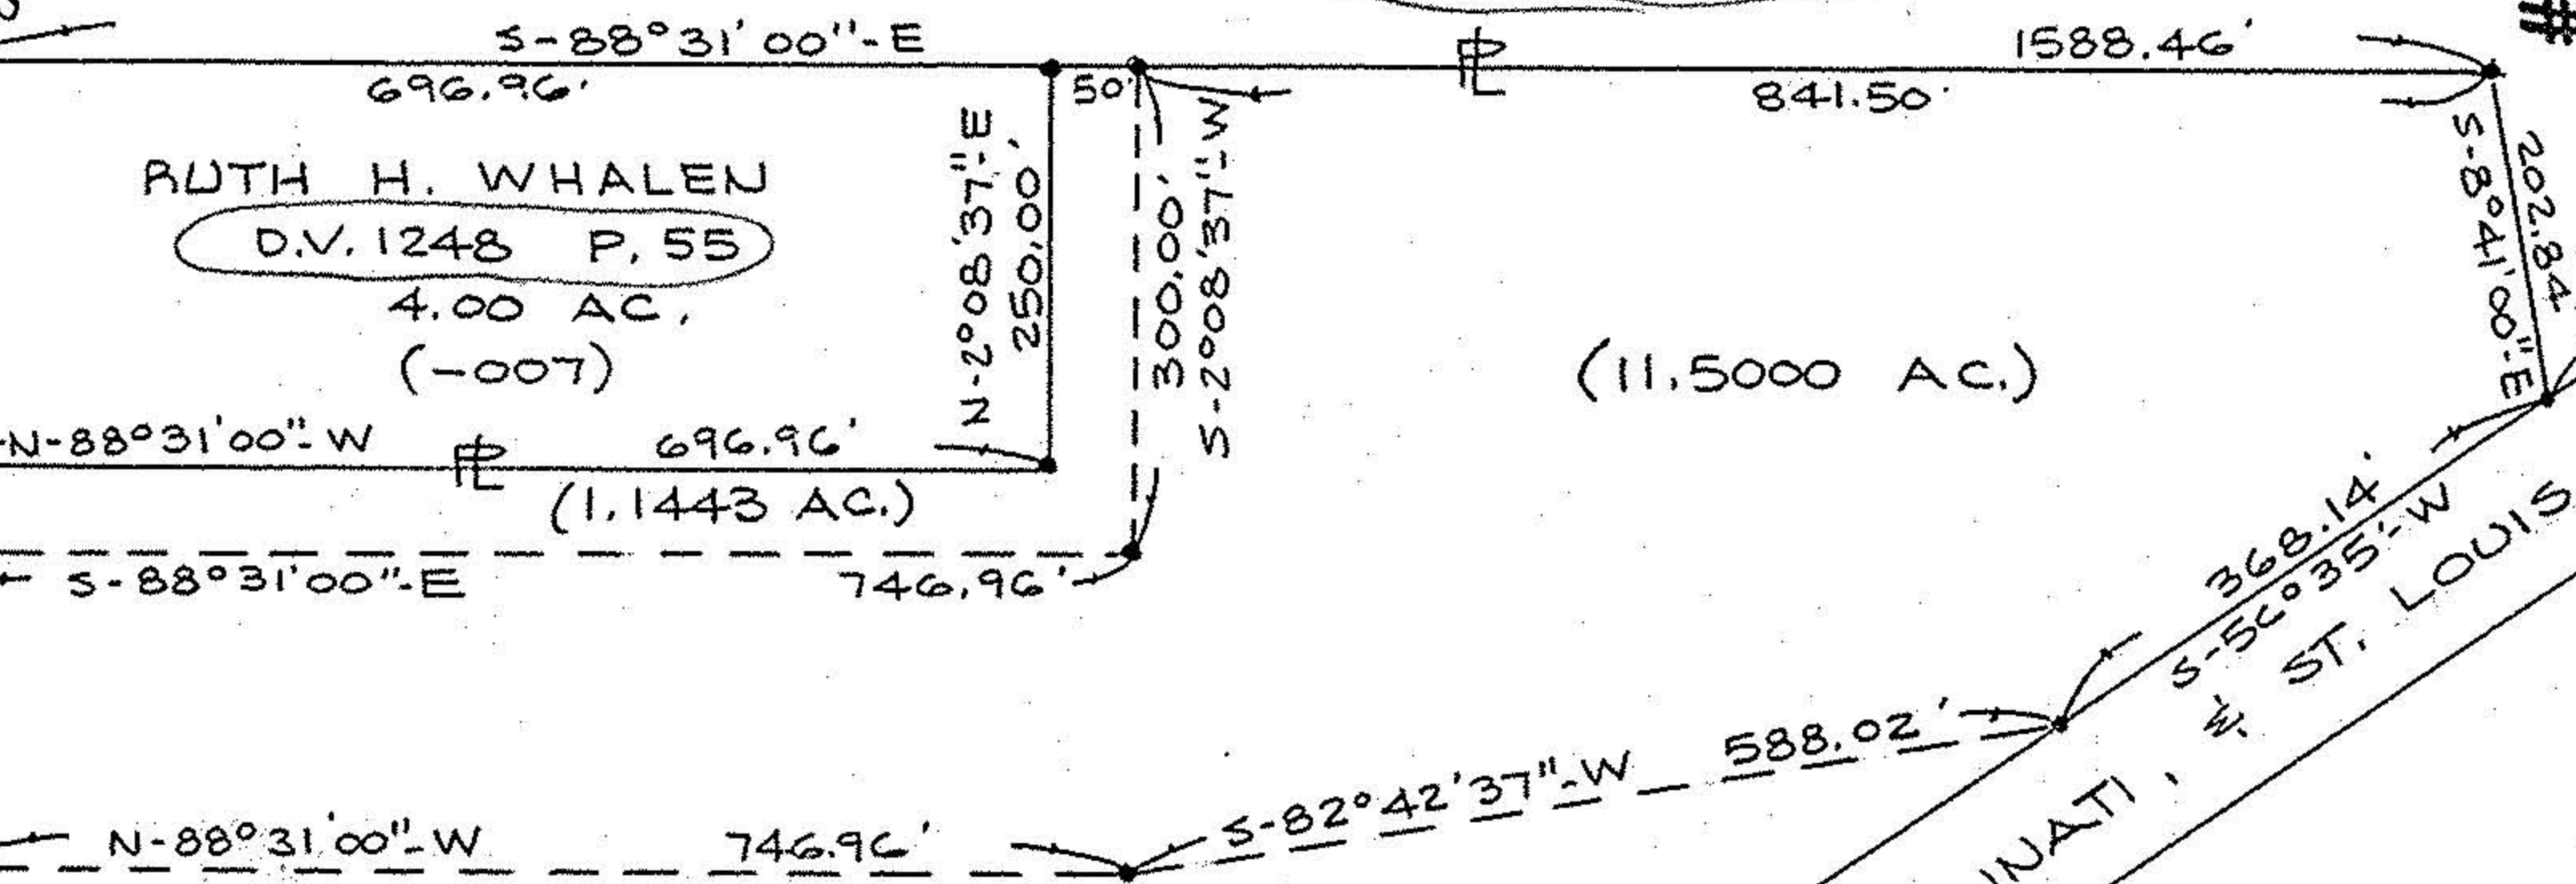 S-88°31'00"-E
1588.46'
696.96'
50'
841.50'
RUTH H. WHALEN
D.V. 1248 P. 55
4.00 AC.
(-007)
N-2°08'37"-E
250.00'
300.00'
S-2°08'37"-W
(11.5000 AC.)
S-8°41'00"-E
202.84
N-88°31'00"-W
696.96'
(1.1443 AC.)
S-88°31'00"-E
746.96'
368.14'
S-56°35'-W
& ST. LOUIS
588.02'
S-82°42'37"-W
N-88°31'00"-W
746.96'
INATI,